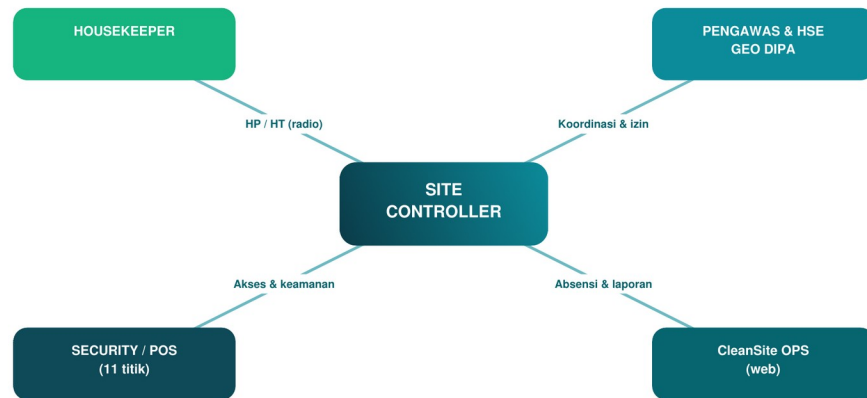 HOUSEKEEPER
PENGAWAS & HSE
GEO DIPA
HP / HT (radio)
Koordinasi & izin
SITE
CONTROLLER
Akses & keamanan
Absensi & laporan
SECURITY / POS
(11 titik)
CleanSite OPS
(web)